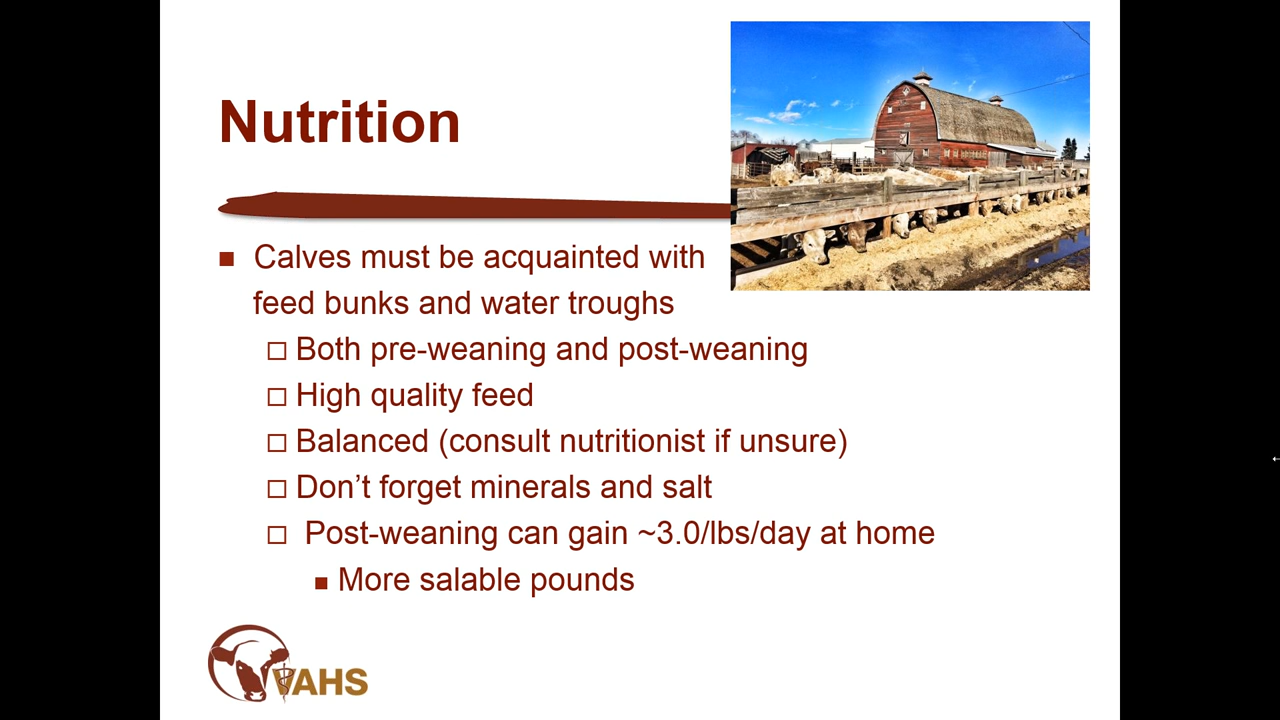 Nutrition
Calves must be acquainted with
feed bunks and water troughs
Both pre-weaning and post-weaning
High quality feed
Balanced (consult nutritionist if unsure)
Don’t forget minerals and salt
Post-weaning can gain ~3.0/lbs/day at home
More salable pounds
VAHS